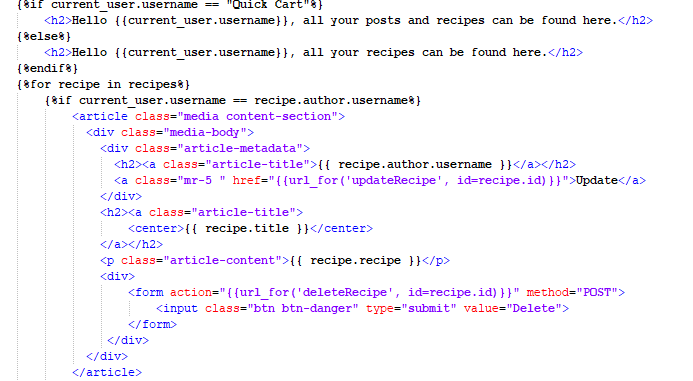 {%if current_user.username == "Quick Cart"%}
<h2>Hello {{current_user.username}}, all your posts and recipes can be found here.</h2>
{%else%}
<h2>Hello {{current_user.username}}, all your recipes can be found here.</h2>
{%endif%}
{%for recipe in recipes%}
{%if current_user.username == recipe.author.username%}
<article class="media content-section">
<div class="media-body">
<div class="article-metadata">
<h2><a class="article-title">{{ recipe.author.username }}</a></h2>
<a class="mr-5 " href="{{url_for('updateRecipe', id=recipe.id)}}">Update</a>
</div>
<h2><a class="article-title">
<center>{{ recipe.title }}</center>
</a></h2>
<p class="article-content">{{ recipe.recipe }}</p>
<div>
<form action="{{url_for('deleteRecipe', id=recipe.id)}}" method="POST">
<input class="btn btn-danger" type="submit" value="Delete">
</form>
</div>
</div>
</article>